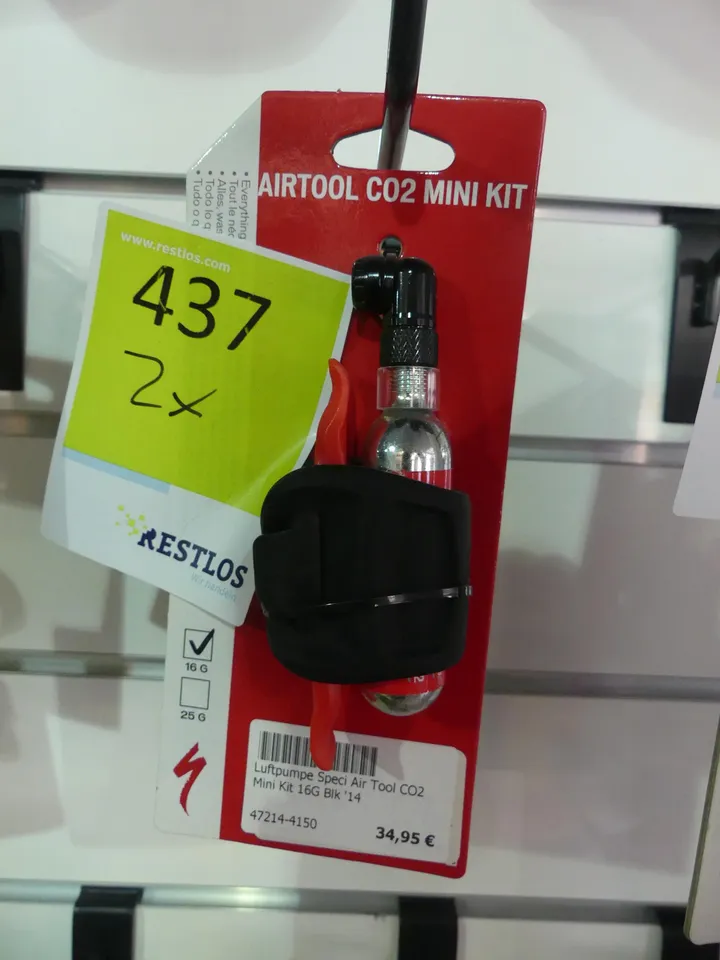 AIRTOOL CO2 MINI KIT
• Everything
• Tout le
• Alles, was
• Todo lo q
• Tudo o q
www.restlos.com
437
2x
RESTLOS
16 G
25 G
Luftpumpe Speci Air Tool CO2
Mini Kit 16G Blk '14
47214-4150
34,95 €